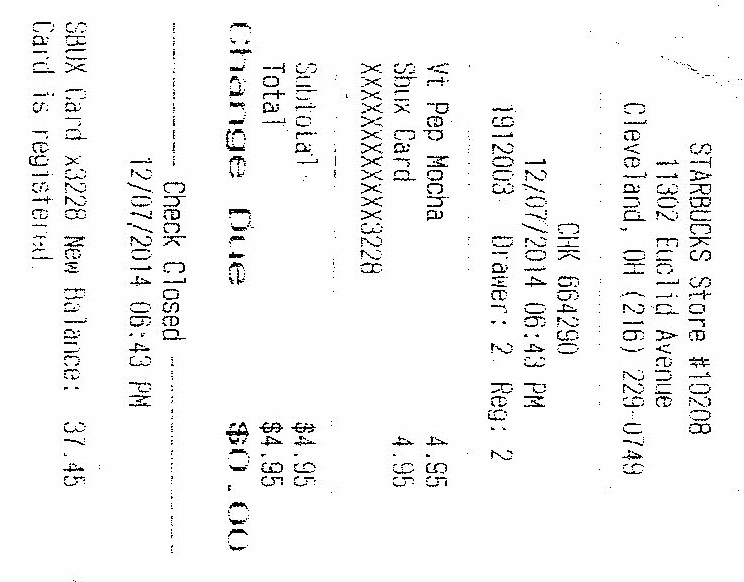 STARBUCKS Store #10208
11302 Euclid Avenue
Cleveland, OH (216) 229-0749
CHK 664290
12/07/2014 06:43 PM
1912003 Drawer: 2 Reg: 2
Vt Pep Mocha 4.95
Sbux Card 4.95
XXXXXXXXXXXX3228
Subtotal $4.95
Total $4.95
Change Due $0.00
---------- Check Closed ----------
12/07/2014 06:43 PM
SBUX Card x3228 New Balance: 37.45
Card is registered.